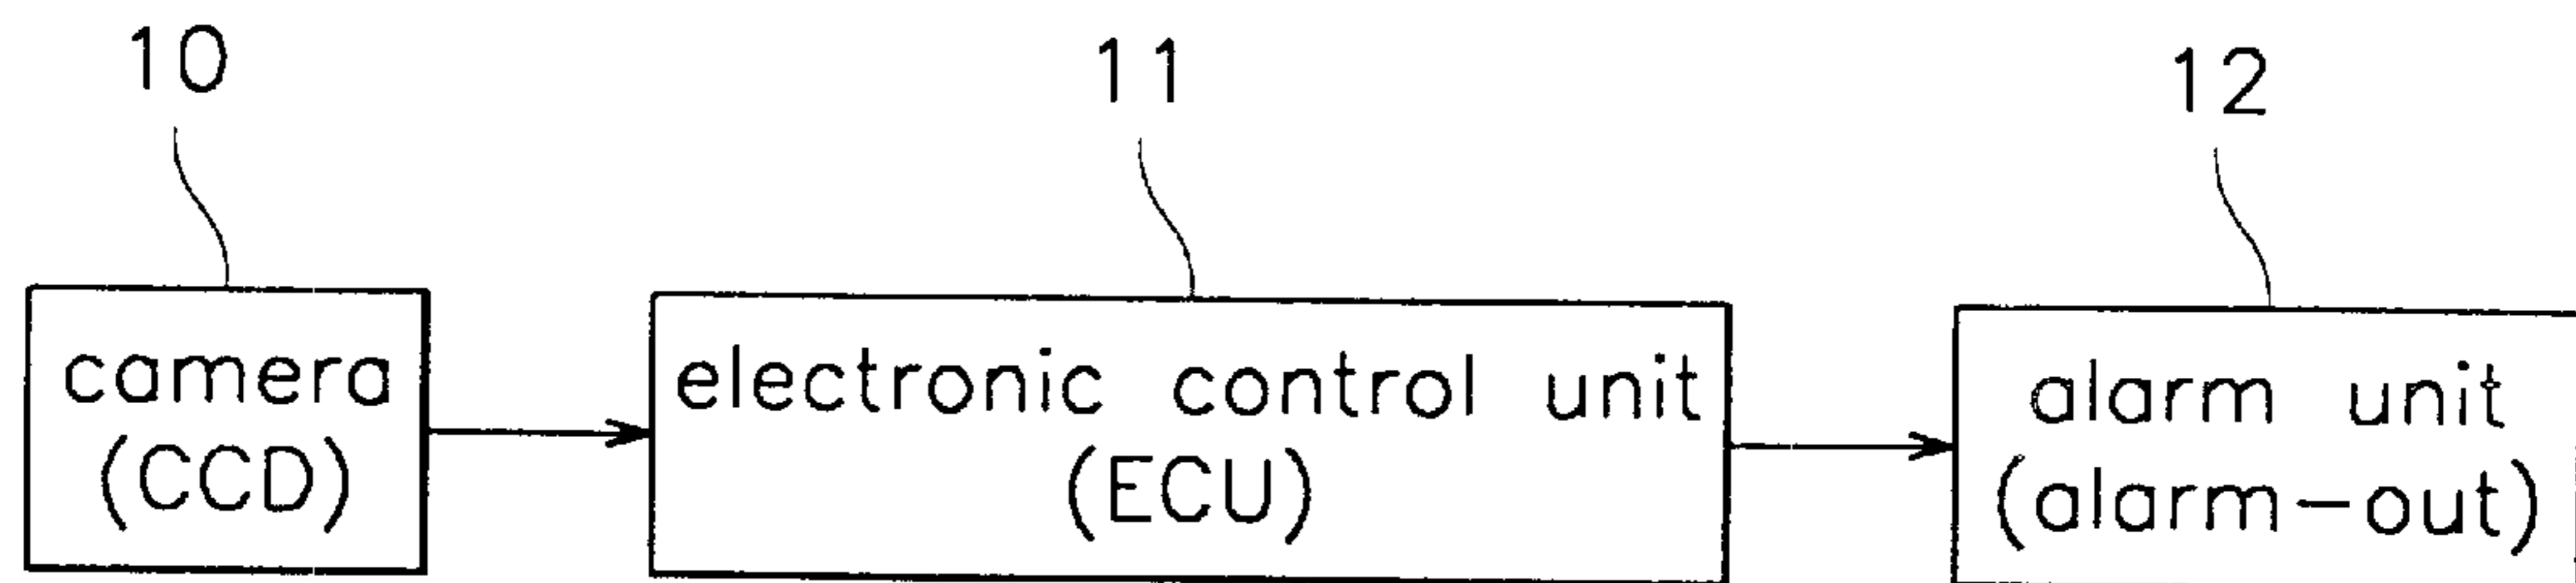 10
11
12
camera
(CCD)
electronic control unit
(ECU)
alarm unit
(alarm-out)